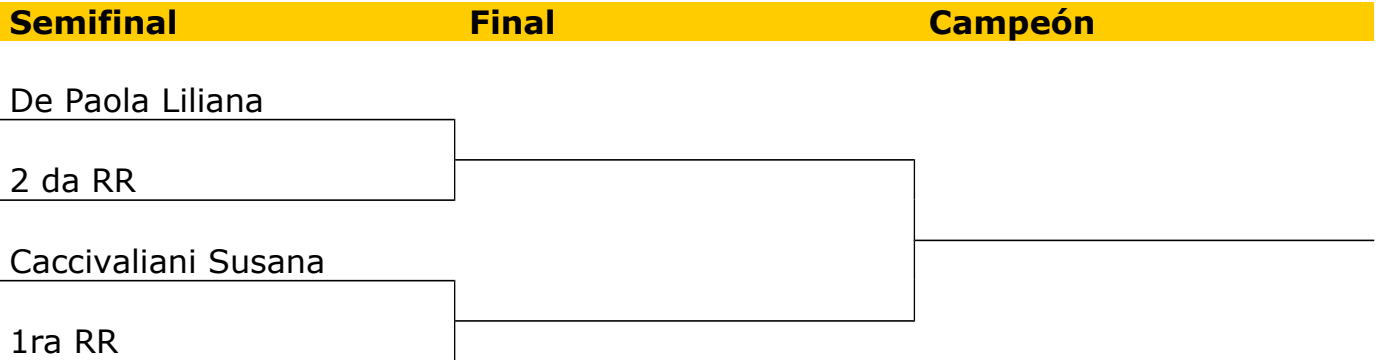 Semifinal Final Campeón
De Paola Liliana
2 da RR
Caccivaliani Susana
1ra RR